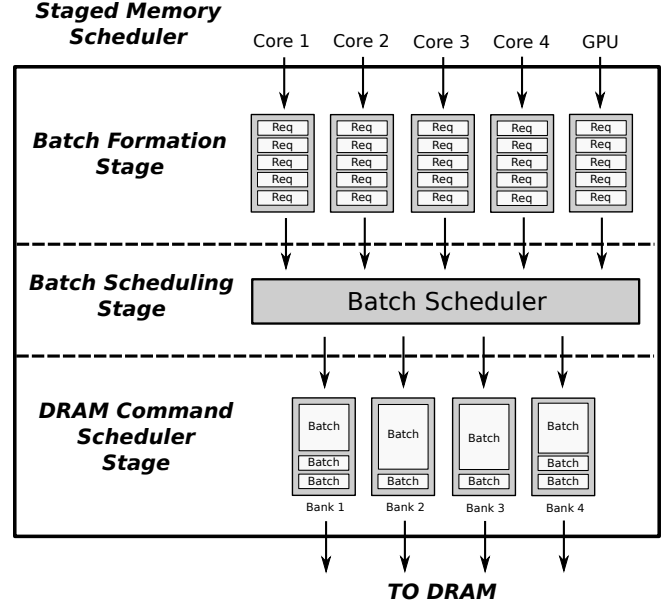 Staged Memory
Scheduler
Core 1 Core 2 Core 3 Core 4 GPU
Batch Formation
Stage
Req Req Req Req Req
Req Req Req Req Req
Req Req Req Req Req
Req Req Req Req Req
Req Req Req Req Req
Batch Scheduling
Stage
Batch Scheduler
DRAM Command
Scheduler
Stage
Batch Batch Batch Batch
Batch Batch
Batch Batch Batch Batch
Bank 1 Bank 2 Bank 3 Bank 4
TO DRAM